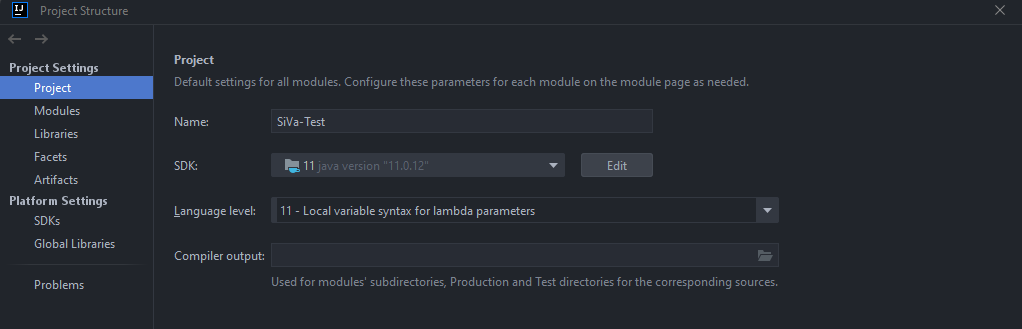 IJ
Project Structure
Project Settings
Project
Modules
Libraries
Facets
Artifacts
Platform Settings
SDKs
Global Libraries
Problems
Project
Default settings for all modules. Configure these parameters for each module on the module page as needed.
Name: SiVa-Test
SDK: 11 java version "11.0.12" Edit
Language level: 11 - Local variable syntax for lambda parameters
Compiler output:
Used for modules' subdirectories, Production and Test directories for the corresponding sources.